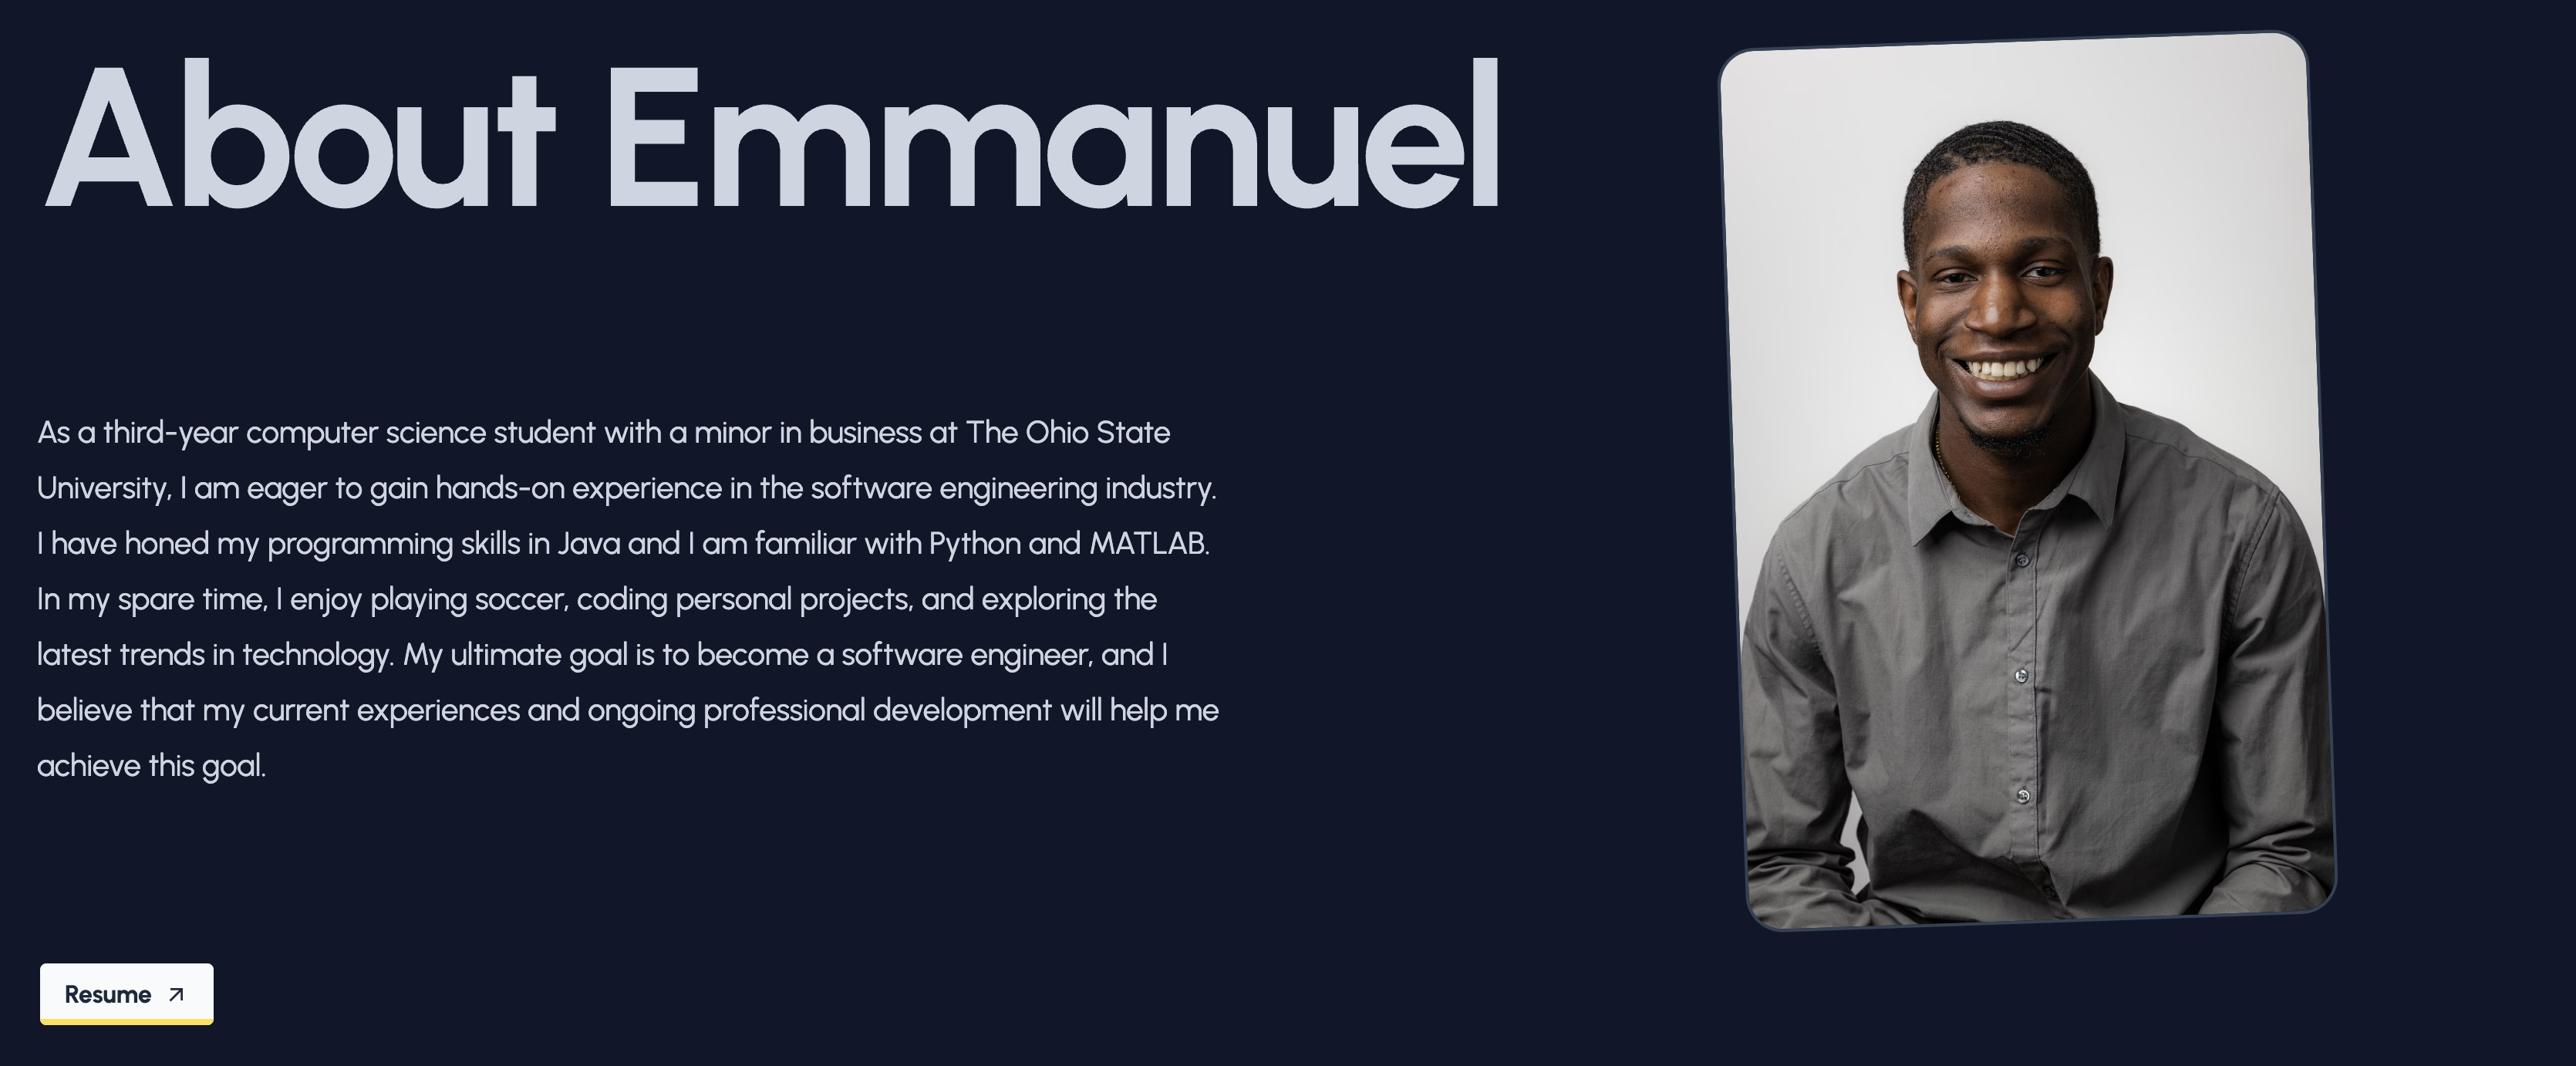 About Emmanuel
As a third-year computer science student with a minor in business at The Ohio State
University, I am eager to gain hands-on experience in the software engineering industry.
I have honed my programming skills in Java and I am familiar with Python and MATLAB.
In my spare time, I enjoy playing soccer, coding personal projects, and exploring the
latest trends in technology. My ultimate goal is to become a software engineer, and I
believe that my current experiences and ongoing professional development will help me
achieve this goal.
Resume